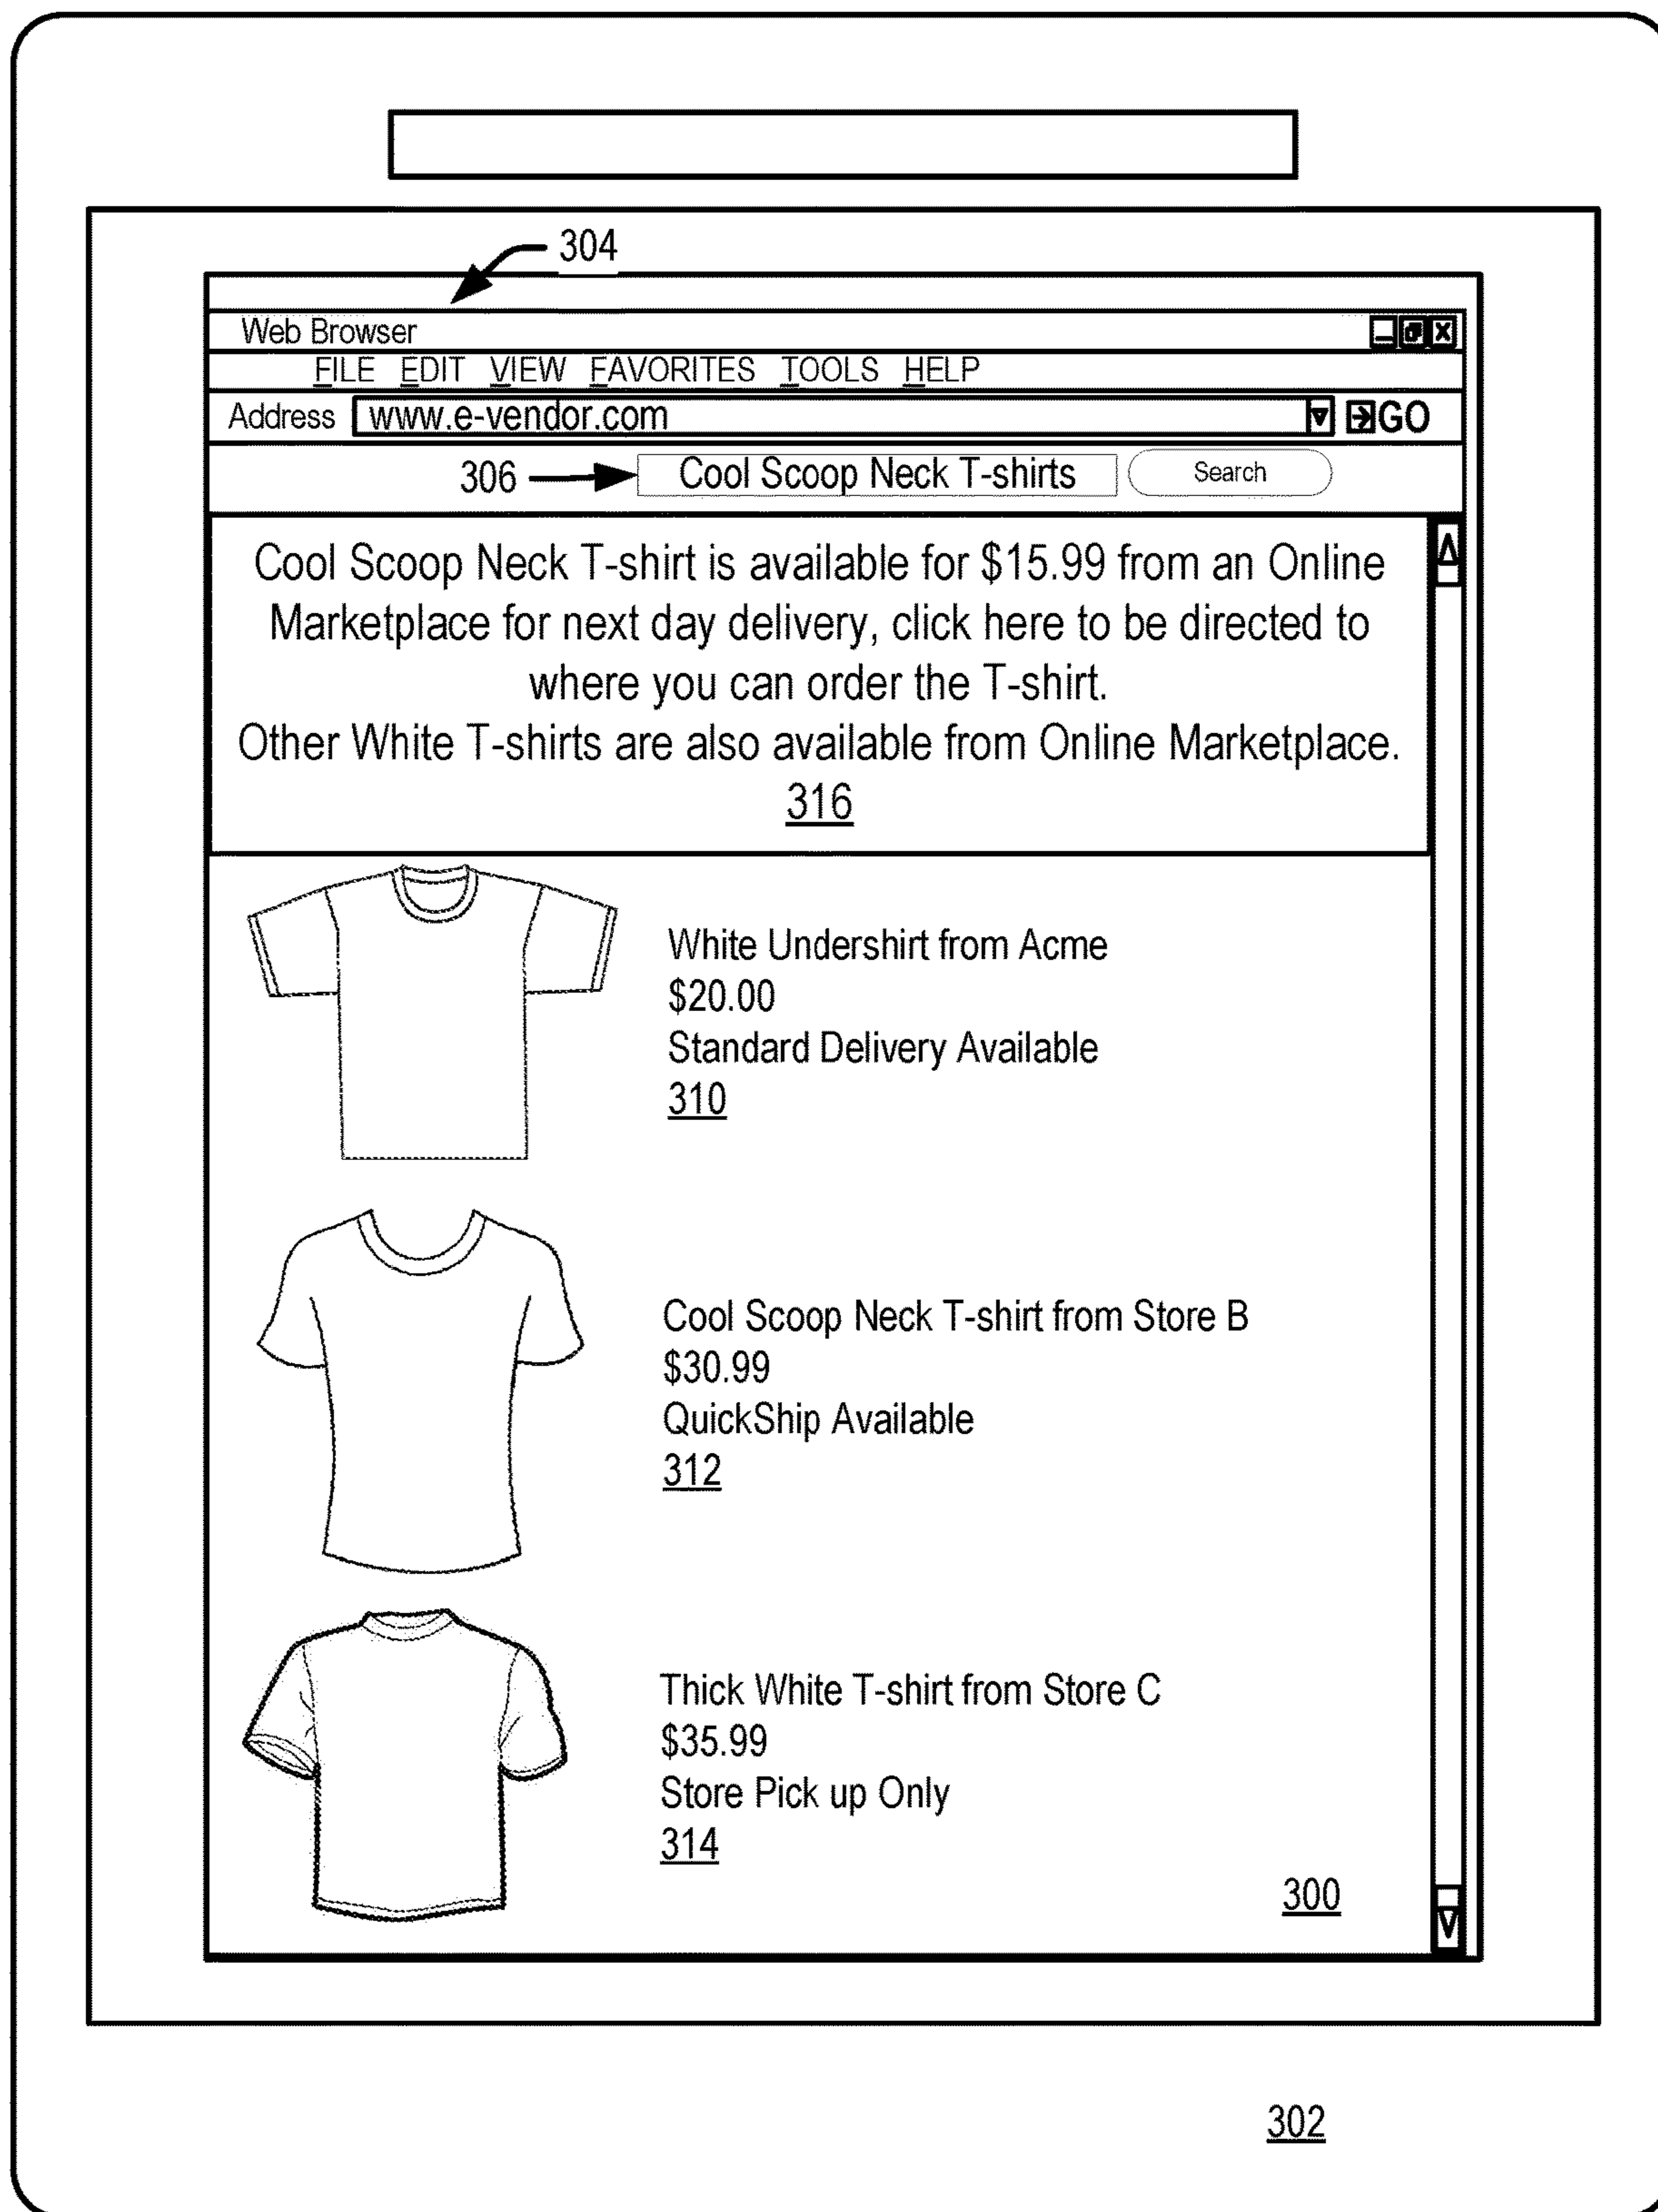 304
Web Browser
FILE EDIT VIEW FAVORITES TOOLS HELP
Address www.e-vendor.com GO
306 Cool Scoop Neck T-shirts Search
Cool Scoop Neck T-shirt is available for $15.99 from an Online
Marketplace for next day delivery, click here to be directed to
where you can order the T-shirt.
Other White T-shirts are also available from Online Marketplace.
316
White Undershirt from Acme
$20.00
Standard Delivery Available
310
Cool Scoop Neck T-shirt from Store B
$30.99
QuickShip Available
312
Thick White T-shirt from Store C
$35.99
Store Pick up Only
314
300
302